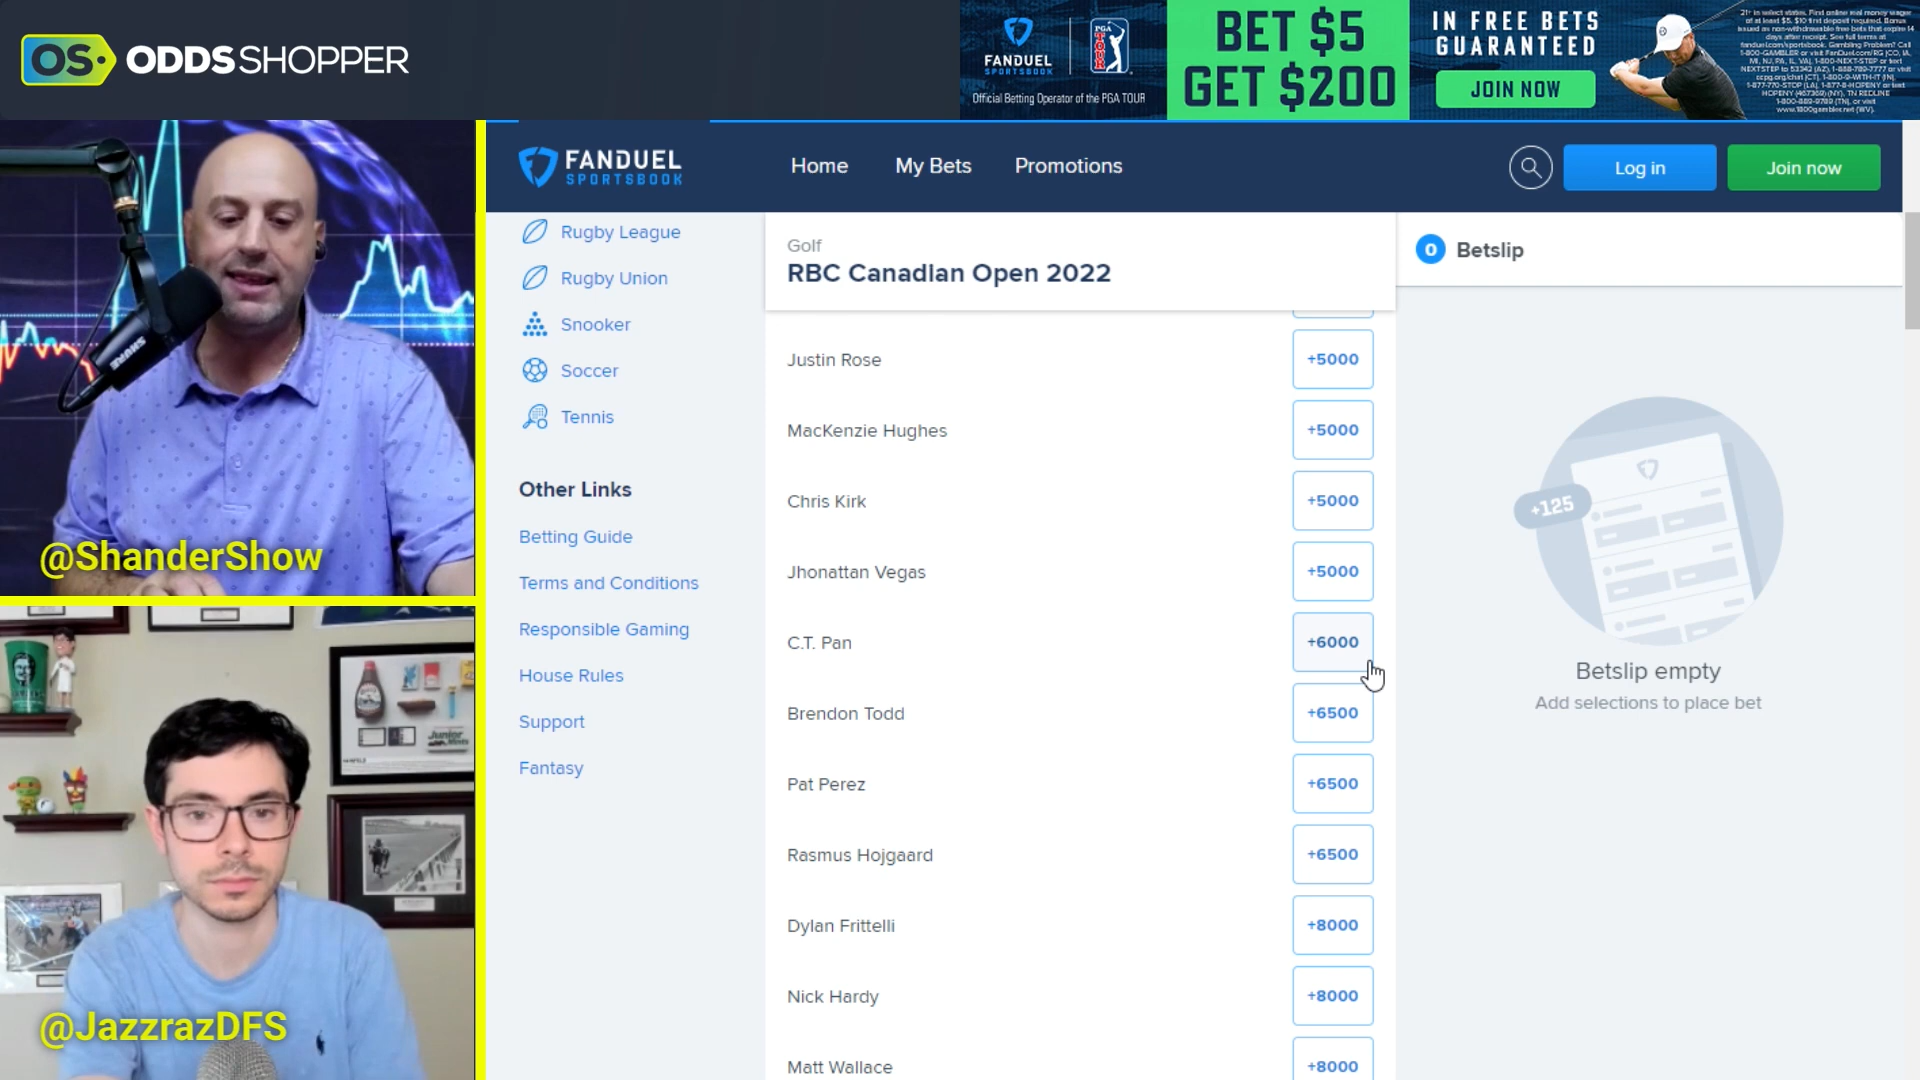 OS.
ODDSSHOPPER
FANDUEL
SPORTSBOOK
PGA TOUR
Official Betting Operator of the PGA TOUR
BET $5
GET $200
IN FREE BETS
GUARANTEED
JOIN NOW
FANDUEL
SPORTSBOOK
Home
My Bets
Promotions
Log in
Join now
Rugby League
Rugby Union
Snooker
Soccer
Tennis
Other Links
Betting Guide
Terms and Conditions
Responsible Gaming
House Rules
Support
Fantasy
Golf
RBC Canadian Open 2022
Justin Rose
+5000
MacKenzie Hughes
+5000
Chris Kirk
+5000
Jhonattan Vegas
+5000
C.T. Pan
+6000
Brendon Todd
+6500
Pat Perez
+6500
Rasmus Hojgaard
+6500
Dylan Frittelli
+8000
Nick Hardy
+8000
Matt Wallace
+8000
0
Betslip
+125
Betslip empty
Add selections to place bet
SHURE
@ShanderShow
Junior
Mints
@JazzrazDFS